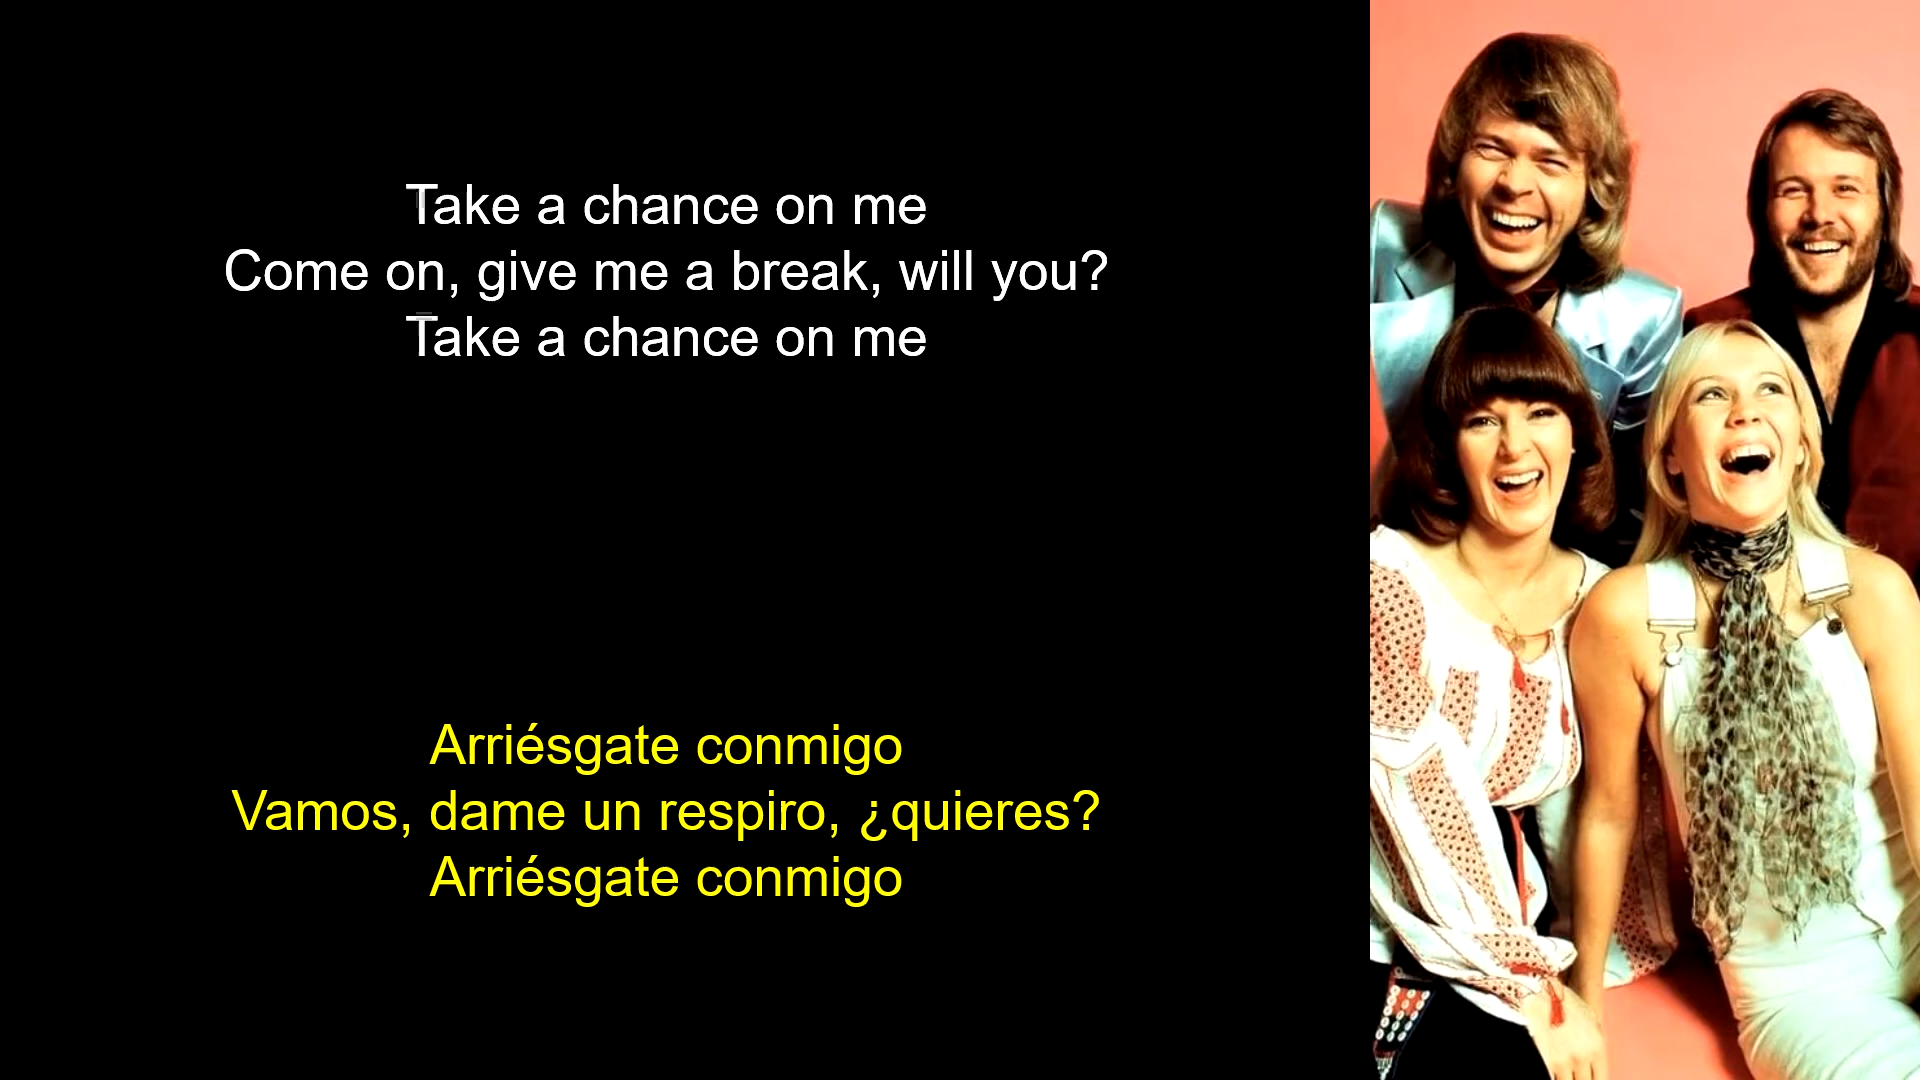 Take a chance on me
Come on, give me a break, will you?
Take a chance on me
Arriésgate conmigo
Vamos, dame un respiro, ¿quieres?
Arriésgate conmigo